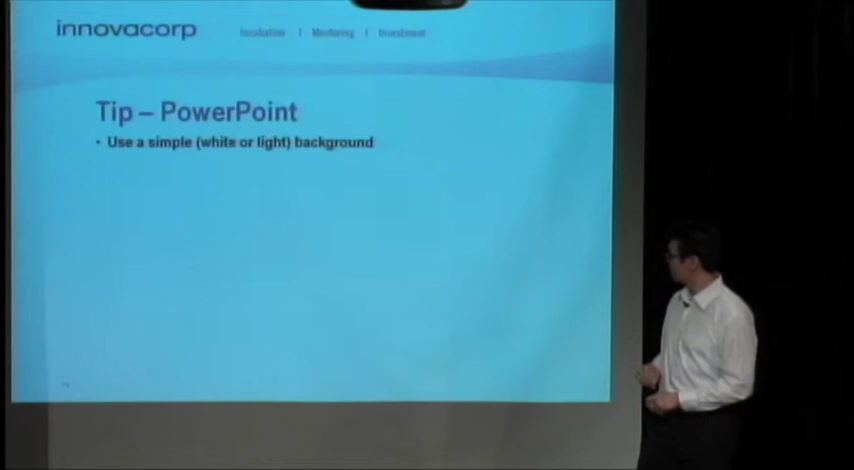 innovacorp
Incubation | Mentoring | Investment
Tip – PowerPoint
• Use a simple (white or light) background